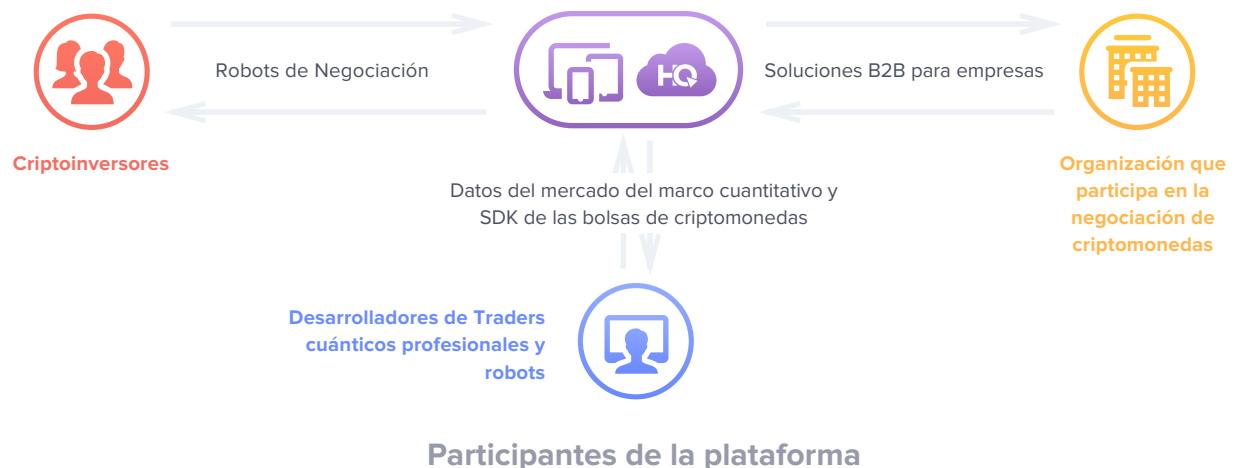 Robots de Negociación
HQ
Soluciones B2B para empresas
Criptoinversores
Organización que
participa en la
negociación de
criptomonedas
Datos del mercado del marco cuantitativo y
SDK de las bolsas de criptomonedas
Desarrolladores de Traders
cuánticos profesionales y
robots
Participantes de la plataforma